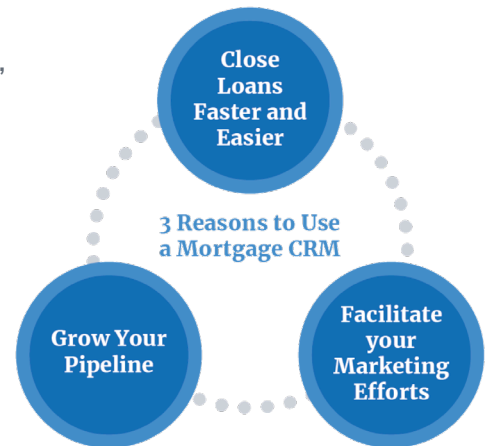 ,
Close
Loans
Faster and
Easier
3 Reasons to Use
a Mortgage CRM
Grow Your
Pipeline
Facilitate
your
Marketing
Efforts